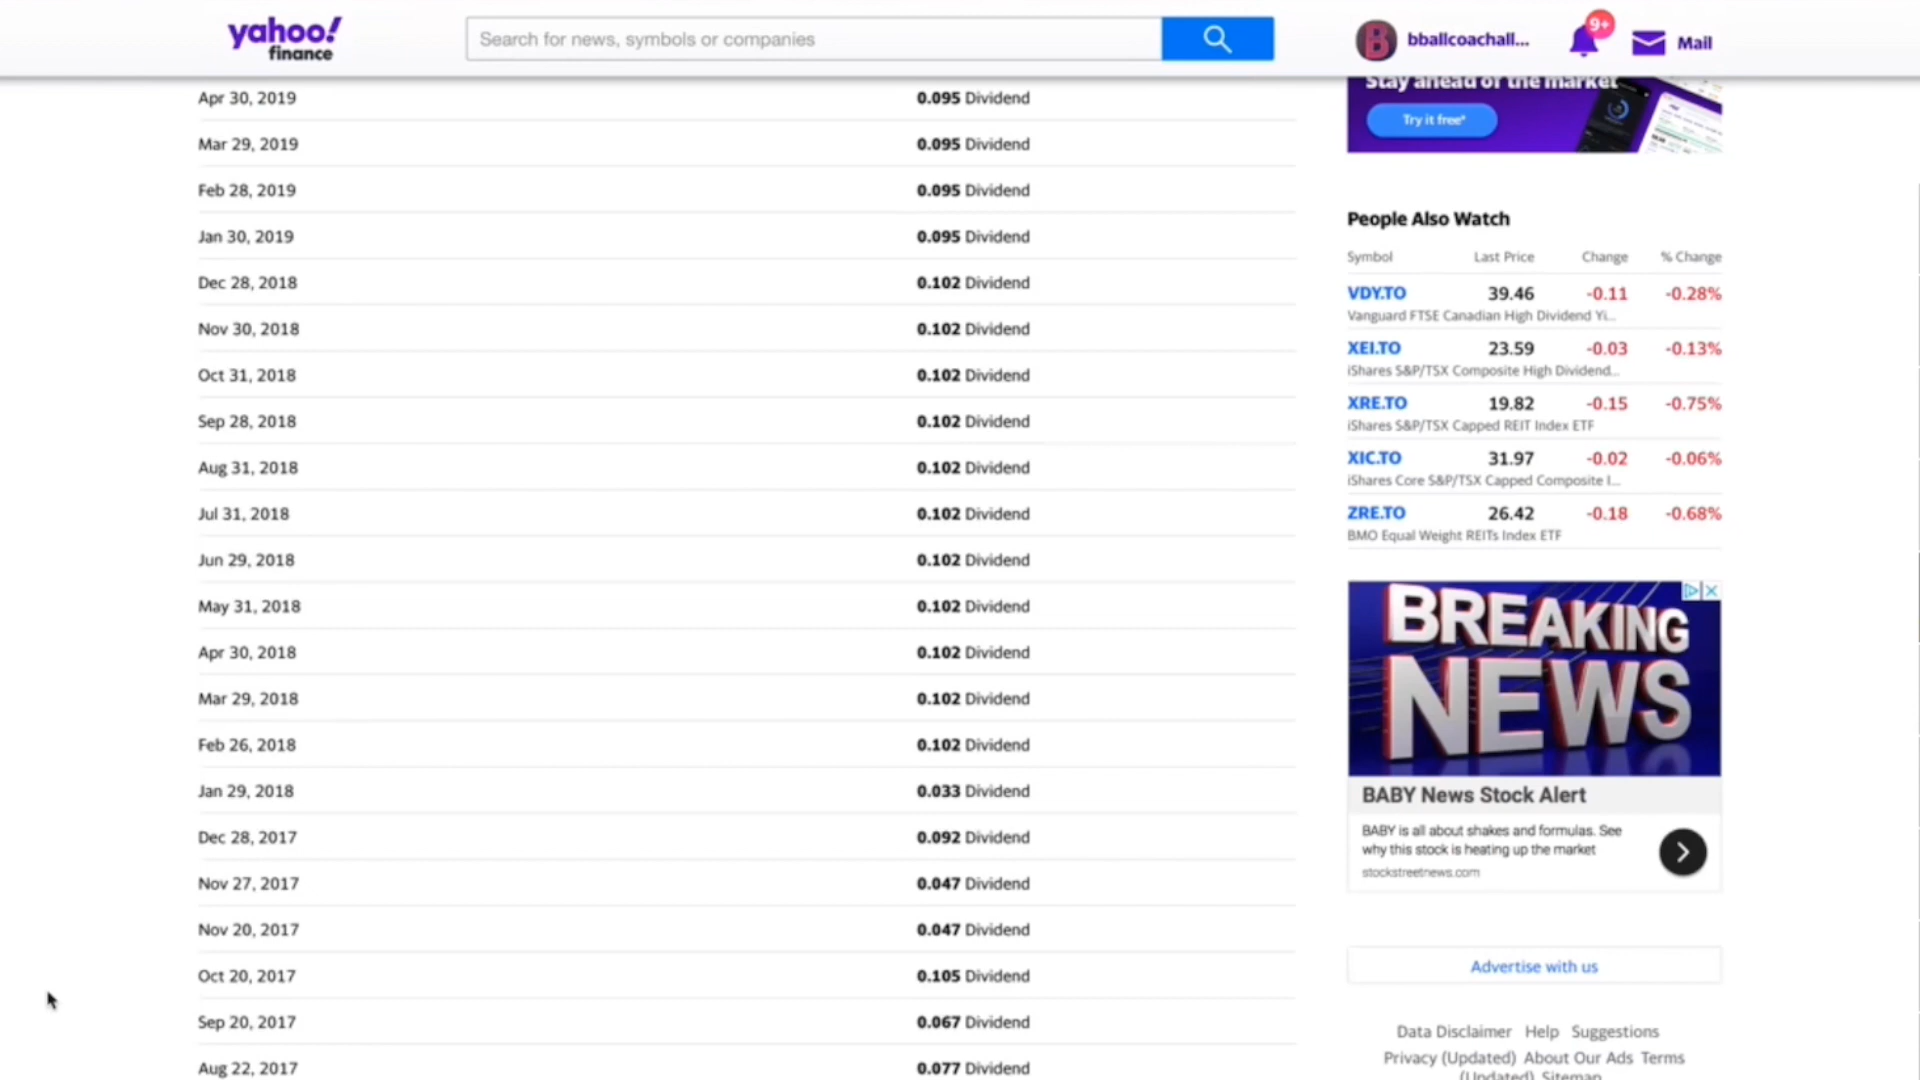 yahoo!
finance
Search for news, symbols or companies
bballcoachall...
9+
Mail
Apr 30, 2019 0.095 Dividend
Mar 29, 2019 0.095 Dividend
Feb 28, 2019 0.095 Dividend
Jan 30, 2019 0.095 Dividend
Dec 28, 2018 0.102 Dividend
Nov 30, 2018 0.102 Dividend
Oct 31, 2018 0.102 Dividend
Sep 28, 2018 0.102 Dividend
Aug 31, 2018 0.102 Dividend
Jul 31, 2018 0.102 Dividend
Jun 29, 2018 0.102 Dividend
May 31, 2018 0.102 Dividend
Apr 30, 2018 0.102 Dividend
Mar 29, 2018 0.102 Dividend
Feb 26, 2018 0.102 Dividend
Jan 29, 2018 0.033 Dividend
Dec 28, 2017 0.092 Dividend
Nov 27, 2017 0.047 Dividend
Nov 20, 2017 0.047 Dividend
Oct 20, 2017 0.105 Dividend
Sep 20, 2017 0.067 Dividend
Aug 22, 2017 0.077 Dividend
Stay ahead of the market
Try it free*
People Also Watch
Symbol Last Price Change % Change
VDY.TO 39.46 -0.11 -0.28%
Vanguard FTSE Canadian High Dividend Yi...
XEI.TO 23.59 -0.03 -0.13%
iShares S&P/TSX Composite High Dividend...
XRE.TO 19.82 -0.15 -0.75%
iShares S&P/TSX Capped REIT Index ETF
XIC.TO 31.97 -0.02 -0.06%
iShares Core S&P/TSX Capped Composite I...
ZRE.TO 26.42 -0.18 -0.68%
BMO Equal Weight REITs Index ETF
BREAKING
NEWS
BABY News Stock Alert
BABY is all about shakes and formulas. See
why this stock is heating up the market
stockstreetnews.com
Advertise with us
Data Disclaimer Help Suggestions
Privacy (Updated) About Our Ads Terms
(Updated) Sitemap